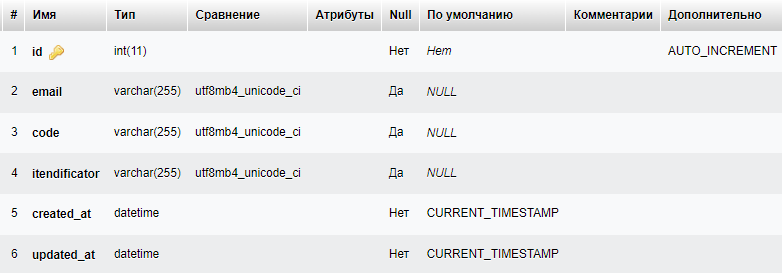 # Имя Тип Сравнение Атрибуты Null По умолчанию Комментарии Дополнительно
1 id int(11) Нет Нет AUTO_INCREMENT
2 email varchar(255) utf8mb4_unicode_ci Да NULL
3 code varchar(255) utf8mb4_unicode_ci Да NULL
4 itendificator varchar(255) utf8mb4_unicode_ci Да NULL
5 created_at datetime Нет CURRENT_TIMESTAMP
6 updated_at datetime Нет CURRENT_TIMESTAMP